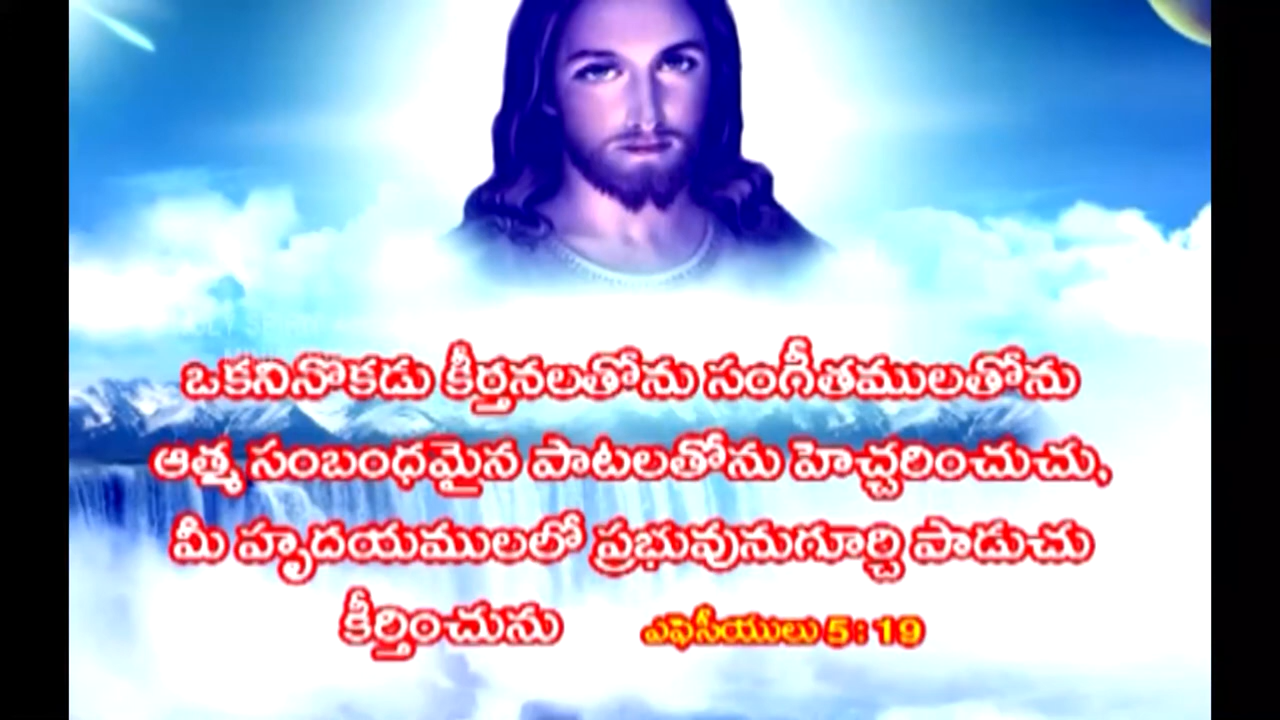 ఒకనినొకడు కీర్తనలతోను సంగీతములతోను
ఆత్మ సంబంధమైన పాటలతోను హెచ్చరించుచు,
మీ హృదయములలో ప్రభువునుగూర్చి పాడుచు
కీర్తించును ఎఫెసీయులు 5: 19